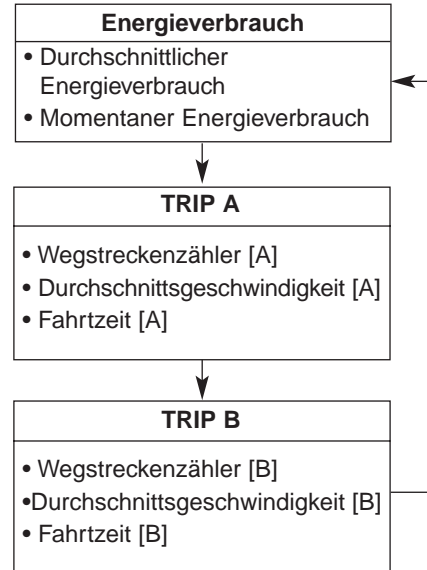 Energieverbrauch
• Durchschnittlicher
Energieverbrauch
• Momentaner Energieverbrauch
TRIP A
• Wegstreckenzähler [A]
• Durchschnittsgeschwindigkeit [A]
• Fahrtzeit [A]
TRIP B
• Wegstreckenzähler [B]
•Durchschnittsgeschwindigkeit [B]
• Fahrtzeit [B]